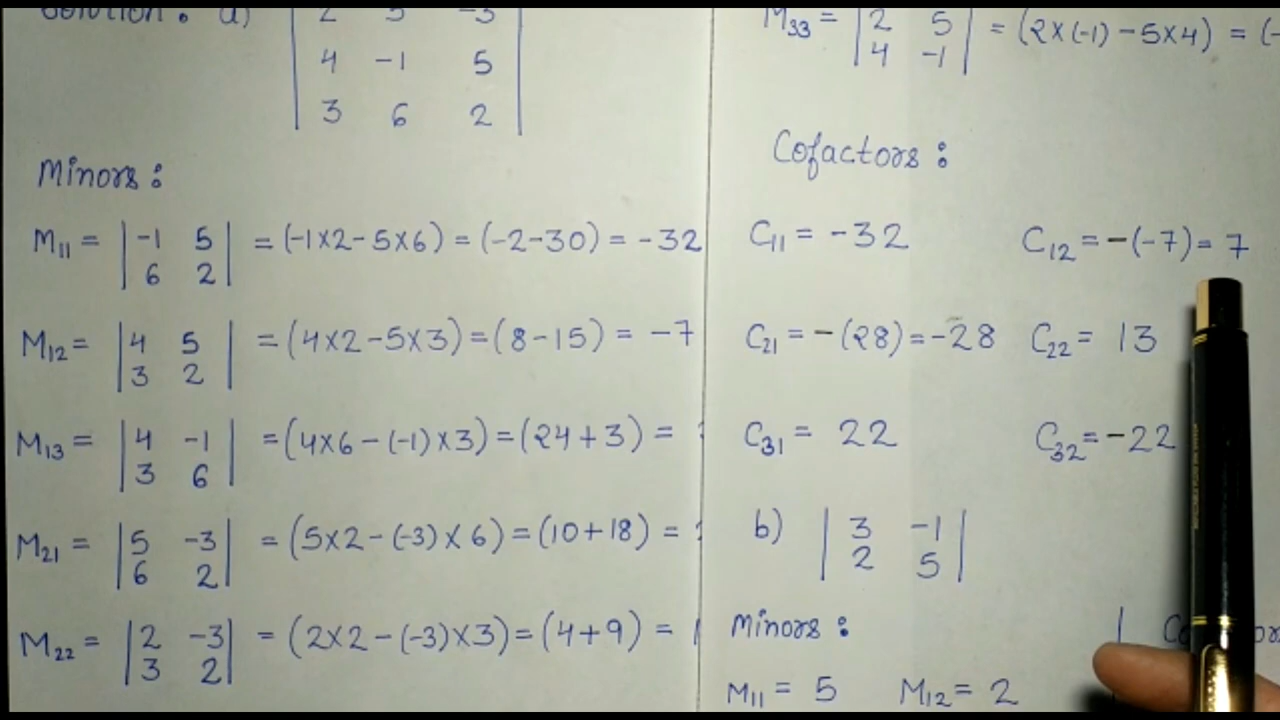 Solution : a) | 2 5 -3 |
| 4 -1 5 |
| 3 6 2 |
Minors :
M₁₁ = | -1 5 | = (-1×2-5×6) = (-2-30) = -32
| 6 2 |
M₁₂ = | 4 5 | = (4×2-5×3) = (8-15) = -7
| 3 2 |
M₁₃ = | 4 -1 | = (4×6-(-1)×3) = (24+3) =
| 3 6 |
M₂₁ = | 5 -3 | = (5×2-(-3)×6) = (10+18) =
| 6 2 |
M₂₂ = | 2 -3 | = (2×2-(-3)×3) = (4+9) =
| 3 2 |
M₃₃ = | 2 5 | = (2×(-1)-5×4) = (-
| 4 -1 |
Cofactors :
C₁₁ = -32 C₁₂ = -(-7) = 7
C₂₁ = -(28) = -28 C₂₂ = 13
C₃₁ = 22 C₃₂ = -22
b) | 3 -1 |
| 2 5 |
Minors :
M₁₁ = 5 M₁₂ = 2